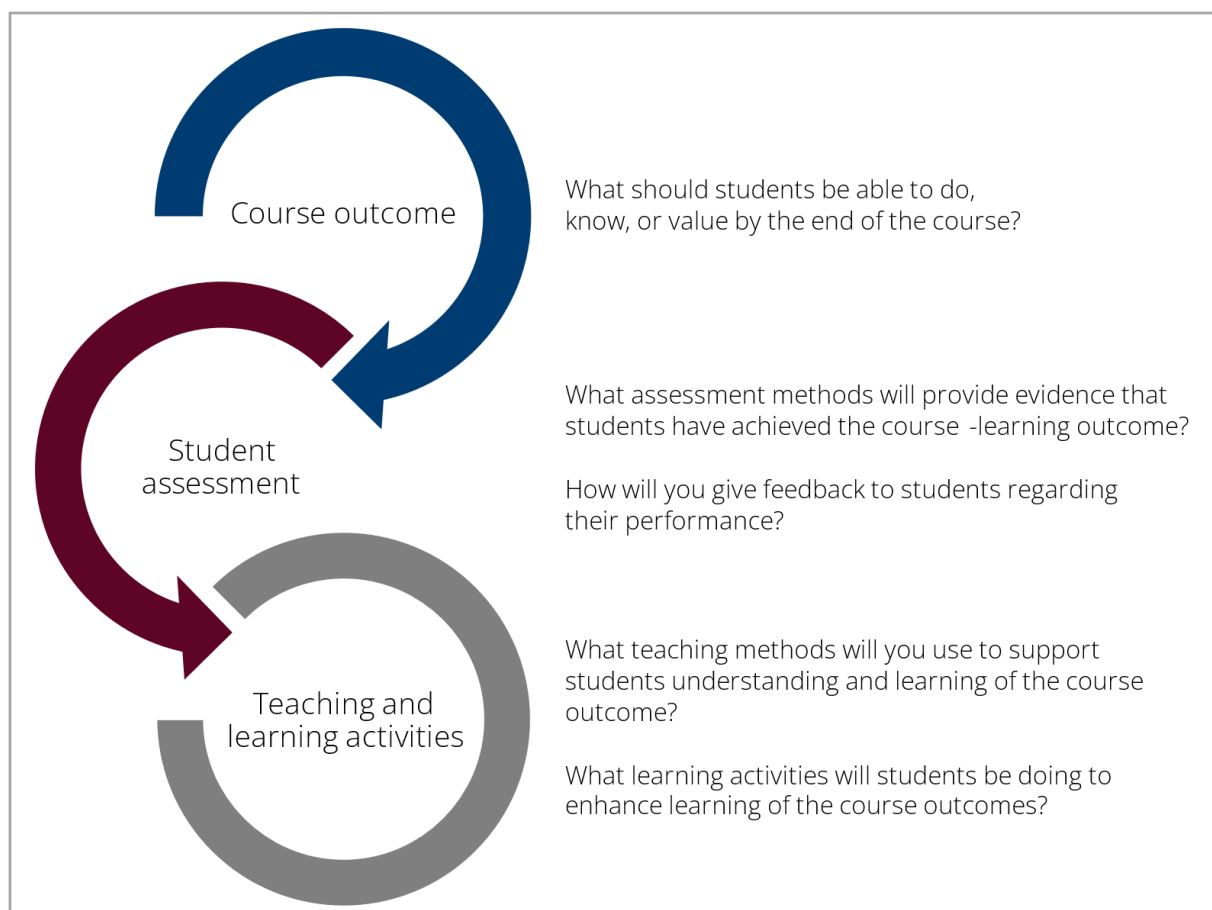 Course outcome
What should students be able to do,
know, or value by the end of the course?
Student
assessment
What assessment methods will provide evidence that
students have achieved the course -learning outcome?
How will you give feedback to students regarding
their performance?
Teaching and
learning activities
What teaching methods will you use to support
students understanding and learning of the course
outcome?
What learning activities will students be doing to
enhance learning of the course outcomes?